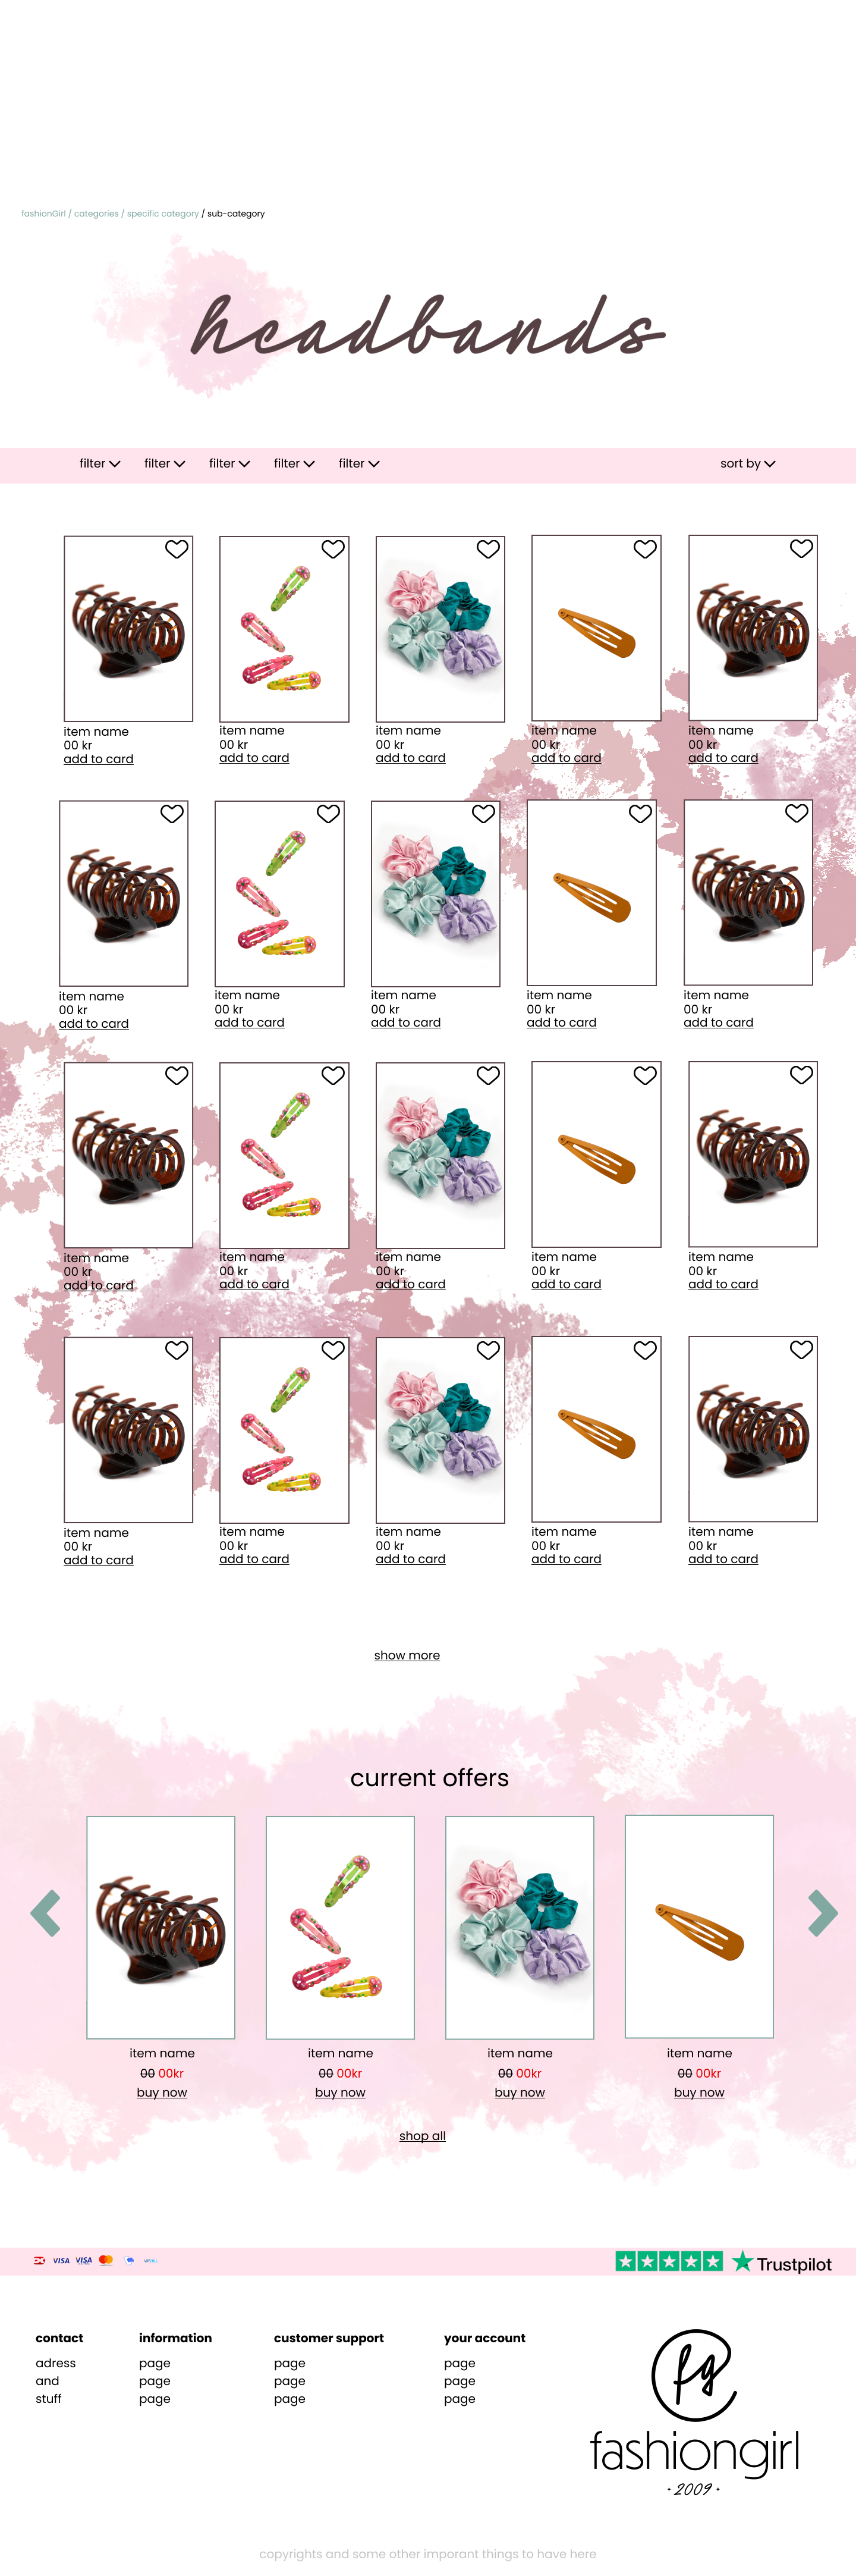 fashionGirl / categories / specific category / sub-category
headbands
filter filter filter filter filter sort by
item name item name item name item name item name
00 kr 00 kr 00 kr 00 kr 00 kr
add to card add to card add to card add to card add to card
item name item name item name item name item name
00 kr 00 kr 00 kr 00 kr 00 kr
add to card add to card add to card add to card add to card
item name item name item name item name item name
00 kr 00 kr 00 kr 00 kr 00 kr
add to card add to card add to card add to card add to card
item name item name item name item name item name
00 kr 00 kr 00 kr 00 kr 00 kr
add to card add to card add to card add to card add to card
show more
current offers
item name item name item name item name
00 00kr 00 00kr 00 00kr 00 00kr
buy now buy now buy now buy now
shop all
VISA VISA Trustpilot
contact information customer support your account
adress page page page
and page page page
stuff page page page
fg
fashiongirl
2009
copyrights and some other imporant things to have here